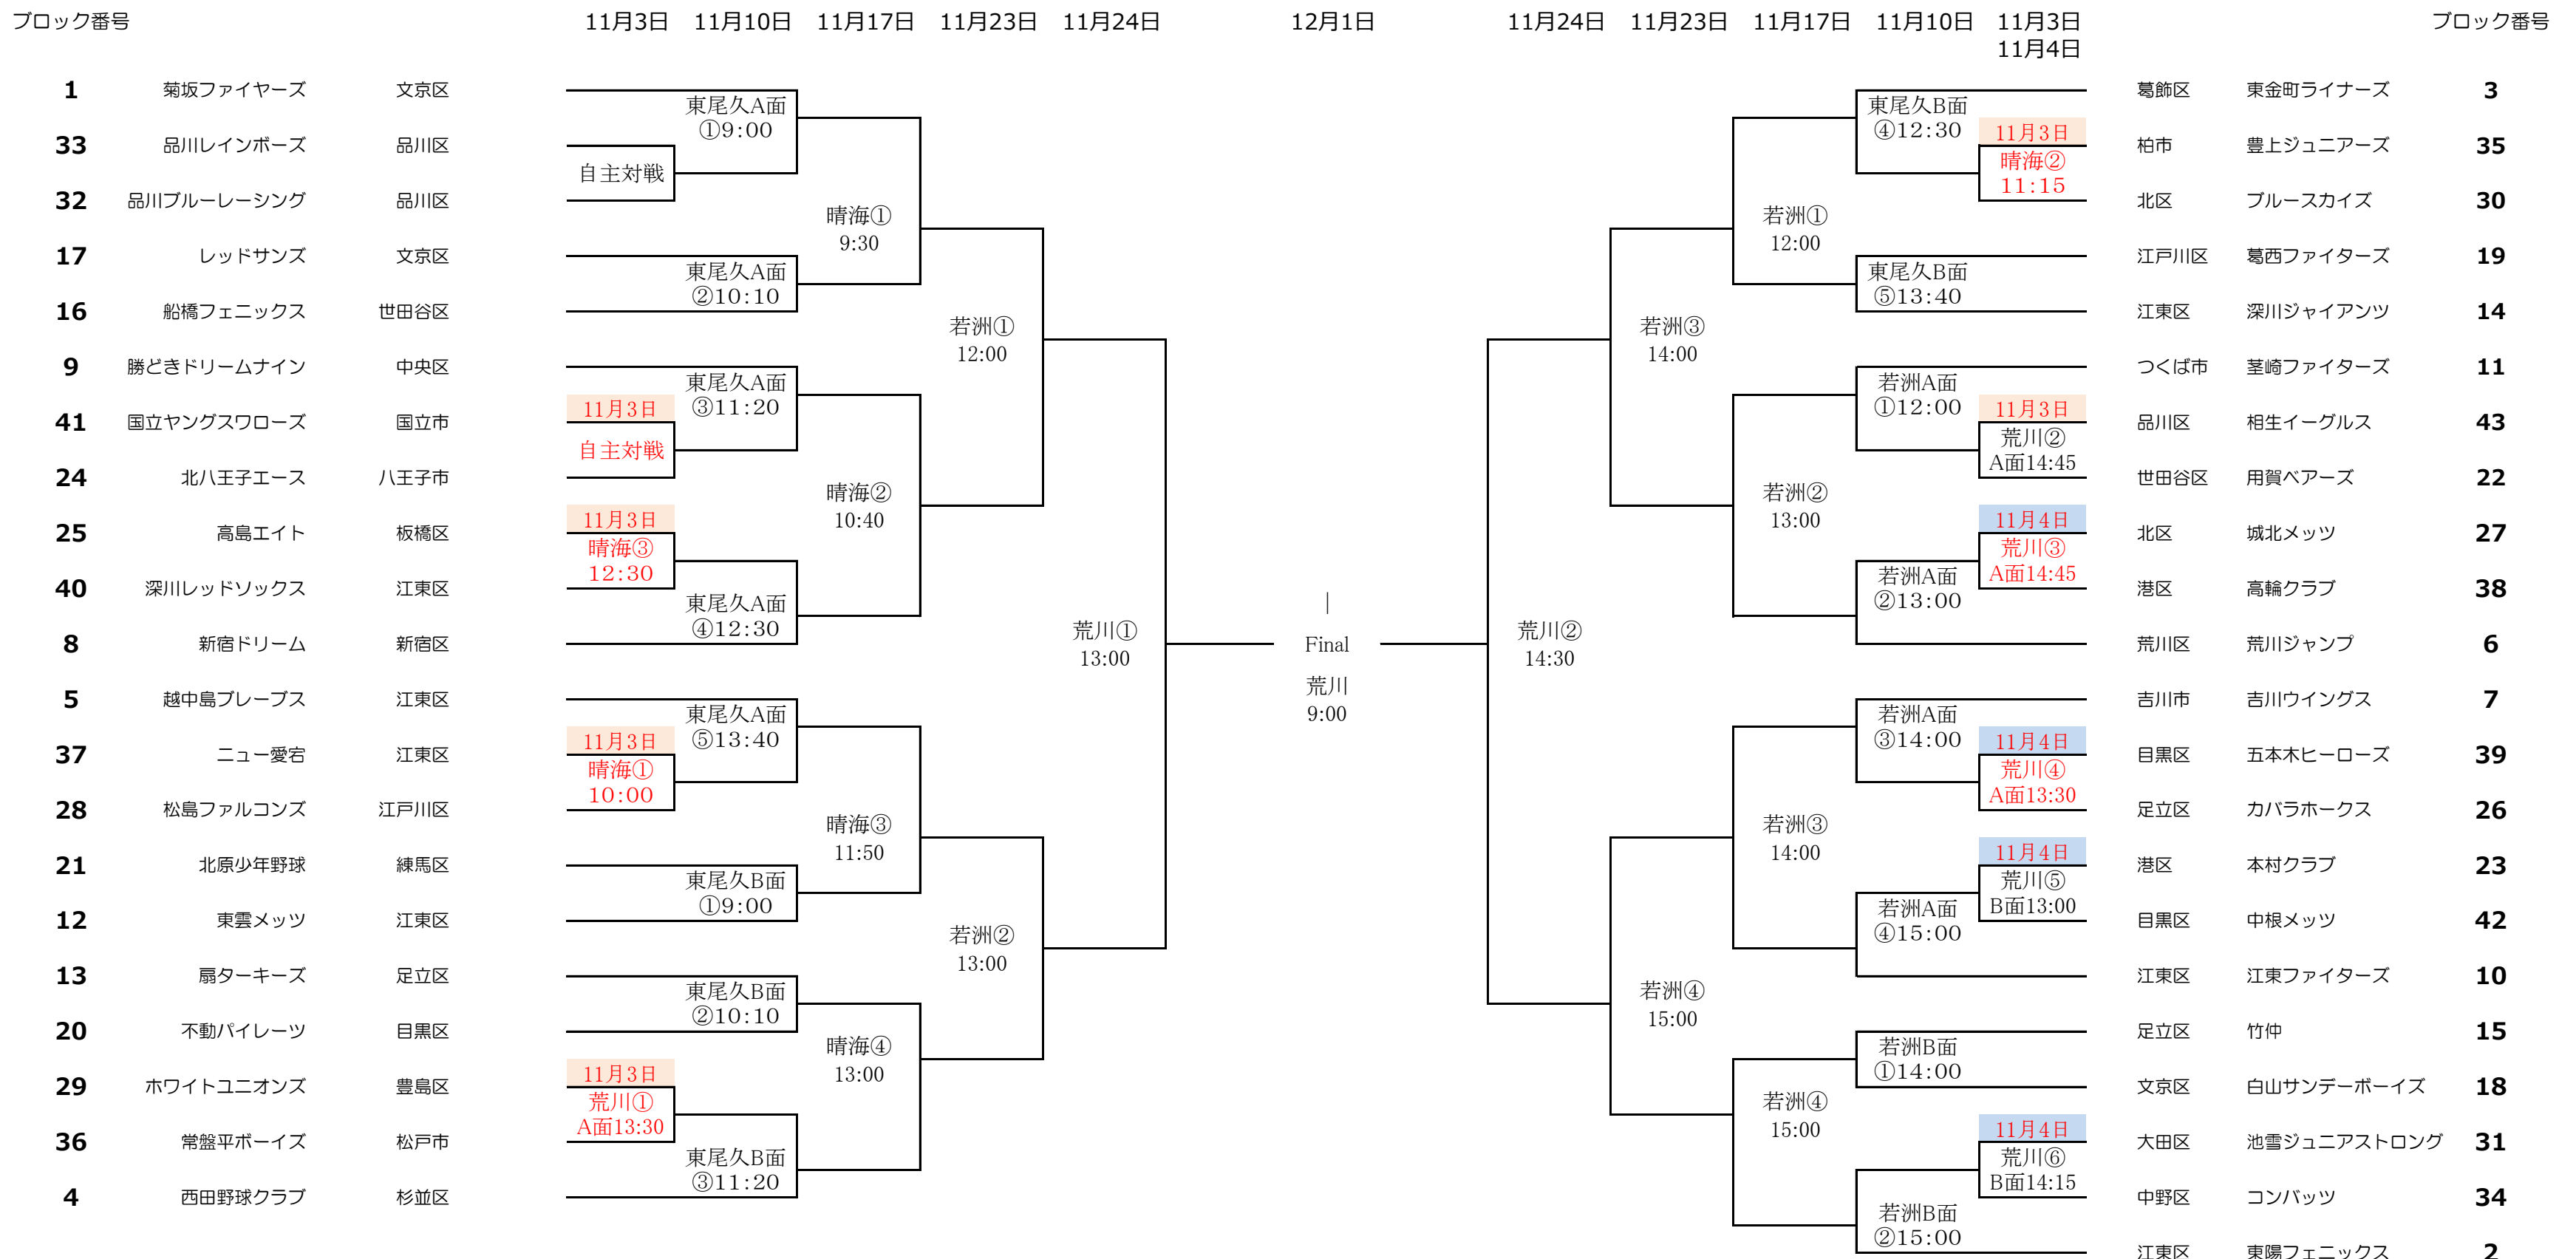 ブロック番号 11月3日 11月10日 11月17日 11月23日 11月24日 12月1日 11月24日 11月23日 11月17日 11月10日 11月3日 ブロック番号
11月4日
1 菊坂ファイヤーズ 文京区
33 品川レインボーズ 品川区
32 品川ブルーレーシング 品川区
17 レッドサンズ 文京区
16 船橋フェニックス 世田谷区
9 勝どきドリームナイン 中央区
41 国立ヤングスワローズ 国立市
24 北八王子エース 八王子市
25 高島エイト 板橋区
40 深川レッドソックス 江東区
8 新宿ドリーム 新宿区
5 越中島ブレーブス 江東区
37 ニュー愛宕 江東区
28 松島ファルコンズ 江戸川区
21 北原少年野球 練馬区
12 東雲メッツ 江東区
13 扇ターキーズ 足立区
20 不動パイレーツ 目黒区
29 ホワイトユニオンズ 豊島区
36 常盤平ボーイズ 松戸市
4 西田野球クラブ 杉並区
自主対戦
11月3日
自主対戦
11月3日
晴海③
12:30
11月3日
晴海①
10:00
11月3日
荒川①
A面13:30
東尾久A面
①9:00
東尾久A面
②10:10
東尾久A面
③11:20
東尾久A面
④12:30
東尾久A面
⑤13:40
東尾久B面
①9:00
東尾久B面
②10:10
東尾久B面
③11:20
晴海①
9:30
晴海②
10:40
晴海③
11:50
晴海④
13:00
若洲①
12:00
若洲②
13:00
荒川①
13:00
|
Final
荒川
9:00
荒川②
14:30
若洲③
14:00
若洲④
15:00
若洲①
12:00
若洲②
13:00
若洲③
14:00
若洲④
15:00
東尾久B面
④12:30
東尾久B面
⑤13:40
若洲A面
①12:00
若洲A面
②13:00
若洲A面
③14:00
若洲A面
④15:00
若洲B面
①14:00
若洲B面
②15:00
11月3日
晴海②
11:15
11月3日
荒川②
A面14:45
11月4日
荒川③
A面14:45
11月4日
荒川④
A面13:30
11月4日
荒川⑤
B面13:00
11月4日
荒川⑥
B面14:15
葛飾区 東金町ライナーズ 3
柏市 豊上ジュニアーズ 35
北区 ブルースカイズ 30
江戸川区 葛西ファイターズ 19
江東区 深川ジャイアンツ 14
つくば市 茎崎ファイターズ 11
品川区 相生イーグルス 43
世田谷区 用賀ベアーズ 22
北区 城北メッツ 27
港区 高輪クラブ 38
荒川区 荒川ジャンプ 6
吉川市 吉川ウイングス 7
目黒区 五本木ヒーローズ 39
足立区 カバラホークス 26
港区 本村クラブ 23
目黒区 中根メッツ 42
江東区 江東ファイターズ 10
足立区 竹仲 15
文京区 白山サンデーボーイズ 18
大田区 池雪ジュニアストロング 31
中野区 コンバッツ 34
江東区 東陽フェニックス 2